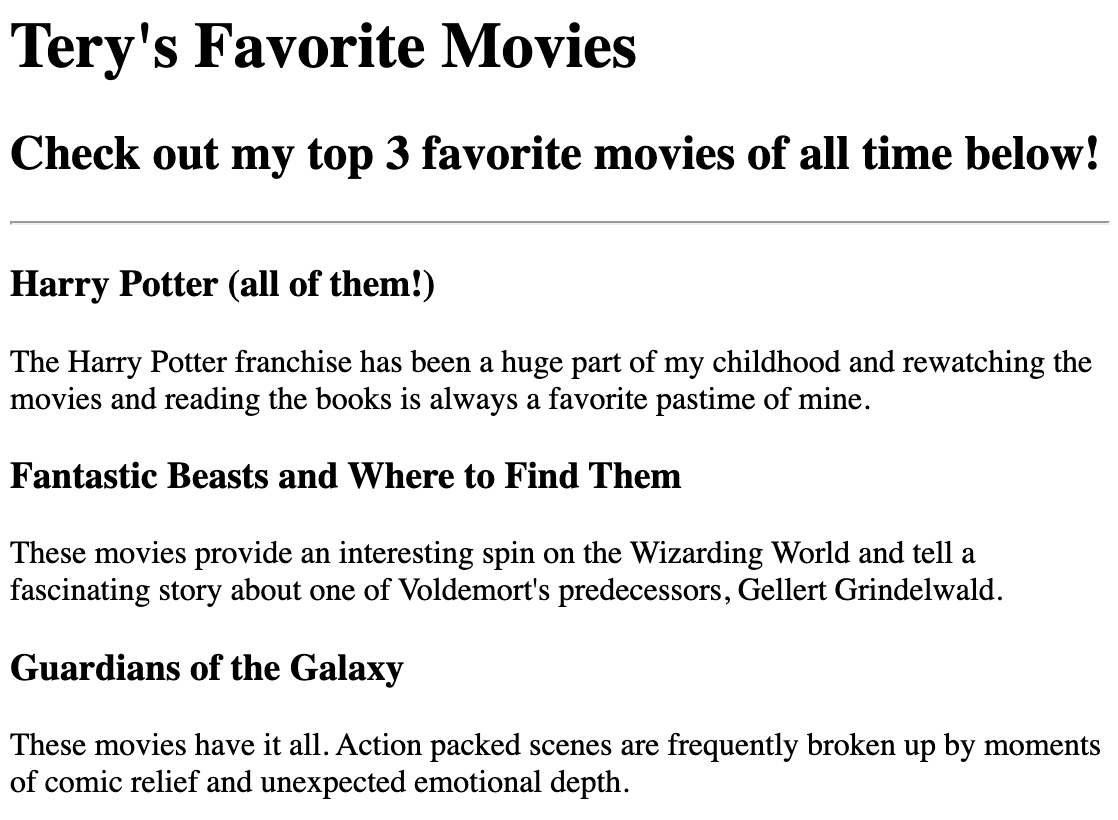 Tery's Favorite Movies
Check out my top 3 favorite movies of all time below!
Harry Potter (all of them!)
The Harry Potter franchise has been a huge part of my childhood and rewatching the
movies and reading the books is always a favorite pastime of mine.
Fantastic Beasts and Where to Find Them
These movies provide an interesting spin on the Wizarding World and tell a
fascinating story about one of Voldemort's predecessors, Gellert Grindelwald.
Guardians of the Galaxy
These movies have it all. Action packed scenes are frequently broken up by moments
of comic relief and unexpected emotional depth.